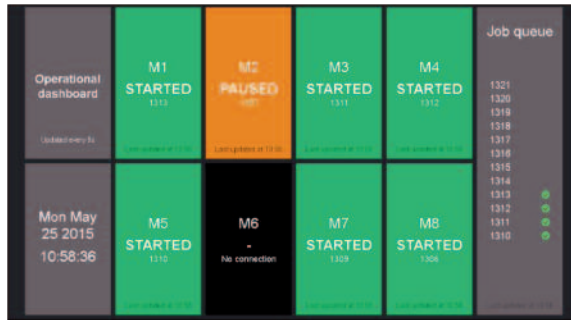 Operational
dashboard
M1
STARTED
1313
M2
PAUSED
M3
STARTED
1311
M4
STARTED
1312
Job queue
1321
1320
1319
1318
1317
1316
1315
1314
1313
1312
1311
1310
Mon May
25 2015
10:58:36
M5
STARTED
1310
M6
-
No connection
M7
STARTED
1309
M8
STARTED